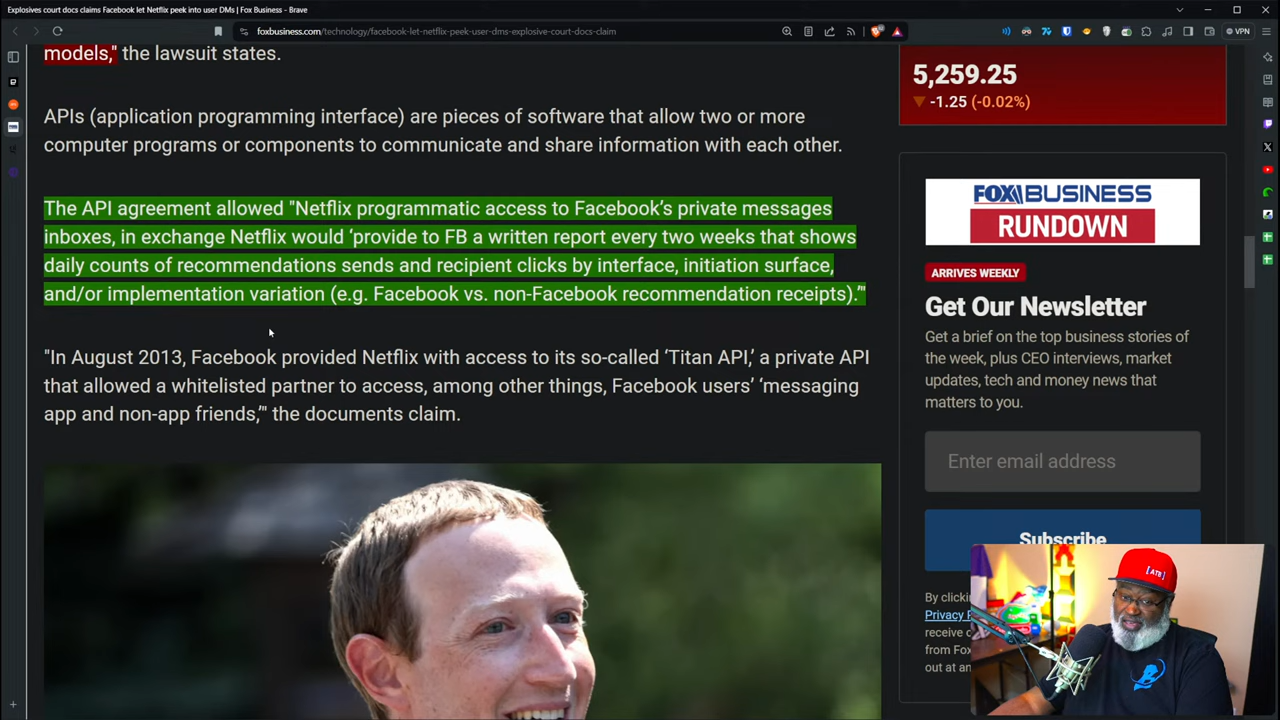 Explosives court docs claims Facebook let Netflix peek into user DMs | Fox Business - Brave
foxbusiness.com/technology/facebook-let-netflix-peek-user-dms-explosive-court-docs-claim
VPN
models," the lawsuit states.
APIs (application programming interface) are pieces of software that allow two or more
computer programs or components to communicate and share information with each other.
The API agreement allowed "Netflix programmatic access to Facebook's private messages
inboxes, in exchange Netflix would 'provide to FB a written report every two weeks that shows
daily counts of recommendations sends and recipient clicks by interface, initiation surface,
and/or implementation variation (e.g. Facebook vs. non-Facebook recommendation receipts).'"
"In August 2013, Facebook provided Netflix with access to its so-called 'Titan API,' a private API
that allowed a whitelisted partner to access, among other things, Facebook users' 'messaging
app and non-app friends,'" the documents claim.
5,259.25
-1.25 (-0.02%)
FOX BUSINESS
RUNDOWN
ARRIVES WEEKLY
Get Our Newsletter
Get a brief on the top business stories of
the week, plus CEO interviews, market
updates, tech and money news that
matters to you.
Enter email address
Subscribe
By clicki
Privacy P
receive
from Fox
out at an
[ATB]